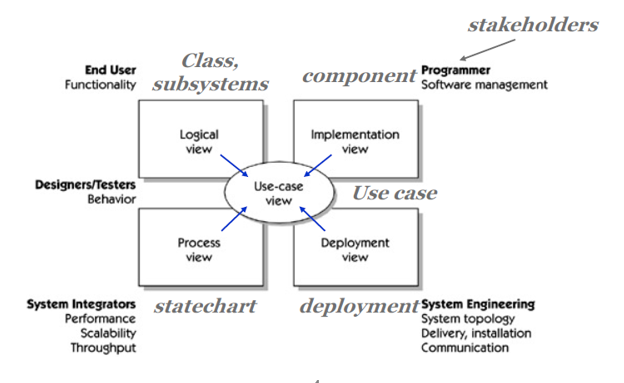 stakeholders
Class,
subsystems
component
End User
Functionality
Programmer
Software management
Logical
view
Implementation
view
Designers/Testers
Behavior
Use-case
view
Use case
Process
view
Deployment
view
System Integrators
Performance
Scalability
Throughput
statechart
deployment
System Engineering
System topology
Delivery, installation
Communication